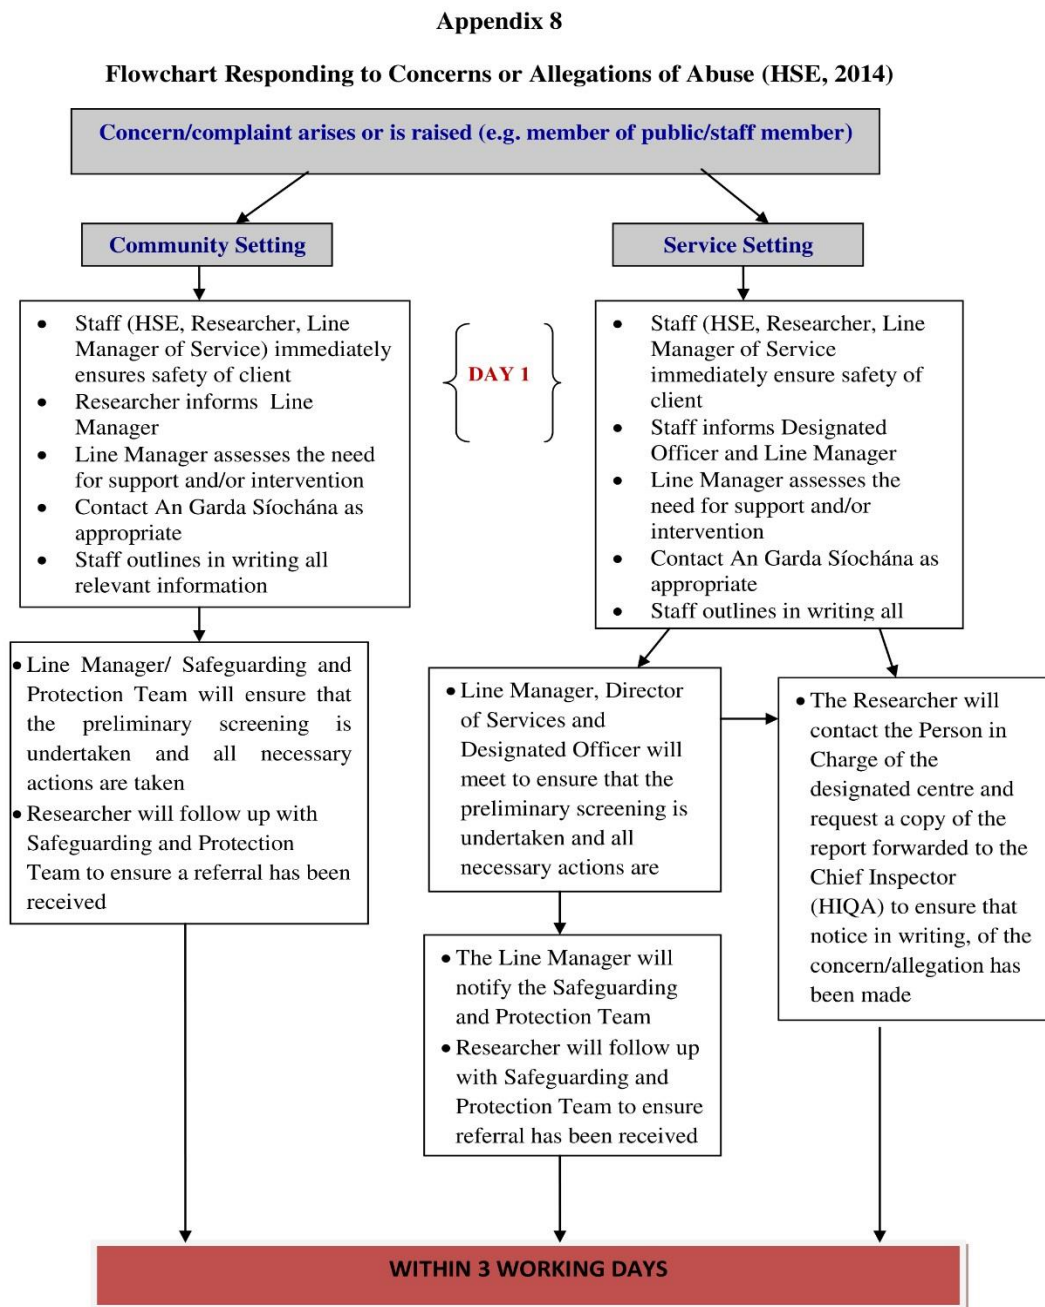 Appendix 8
Flowchart Responding to Concerns or Allegations of Abuse (HSE, 2014)
Concern/complaint arises or is raised (e.g. member of public/staff member)
Community Setting
Service Setting
• Staff (HSE, Researcher, Line
Manager of Service) immediately
ensures safety of client
• Researcher informs Line
Manager
• Line Manager assesses the need
for support and/or intervention
• Contact An Garda Síochána as
appropriate
• Staff outlines in writing all
relevant information
DAY 1
• Staff (HSE, Researcher, Line
Manager of Service
immediately ensure safety of
client
• Staff informs Designated
Officer and Line Manager
• Line Manager assesses the
need for support and/or
intervention
• Contact An Garda Síochána as
appropriate
• Staff outlines in writing all
• Line Manager/ Safeguarding and
Protection Team will ensure that
the preliminary screening is
undertaken and all necessary
actions are taken
• Researcher will follow up with
Safeguarding and Protection
Team to ensure a referral has been
received
• Line Manager, Director
of Services and
Designated Officer will
meet to ensure that the
preliminary screening is
undertaken and all
necessary actions are
• The Researcher will
contact the Person in
Charge of the
designated centre and
request a copy of the
report forwarded to the
Chief Inspector
(HIQA) to ensure that
notice in writing, of the
concern/allegation has
been made
• The Line Manager will
notify the Safeguarding
and Protection Team
• Researcher will follow up
with Safeguarding and
Protection Team to ensure
referral has been received
WITHIN 3 WORKING DAYS